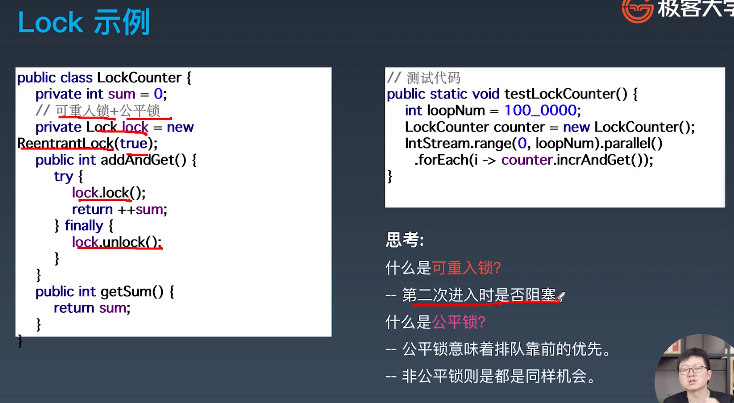 Lock 示例
极客大学
public class LockCounter {
private int sum = 0;
// 可重入锁+公平锁
private Lock lock = new
ReentrantLock(true);
public int addAndGet() {
try {
lock.lock();
return ++sum;
} finally {
lock.unlock();
}
}
public int getSum() {
return sum;
}
}
// 测试代码
public static void testLockCounter() {
int loopNum = 100_0000;
LockCounter counter = new LockCounter();
IntStream.range(0, loopNum).parallel()
.forEach(i -> counter.incrAndGet());
}
思考:
什么是可重入锁?
-- 第二次进入时是否阻塞。
什么是公平锁?
-- 公平锁意味着排队靠前的优先。
-- 非公平锁则是都是同样机会。